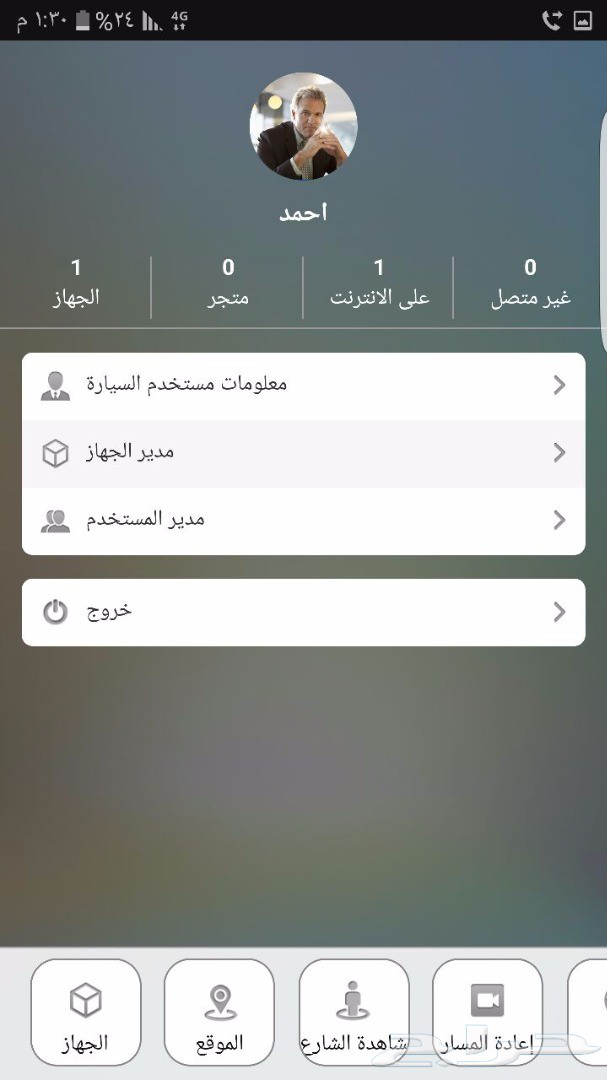 ١:٣٠ م ٢٤% 4G
احمد
1 0 1 0
الجهاز متجر على الانترنت غير متصل
معلومات مستخدم السيارة
مدير الجهاز
مدير المستخدم
خروج
الجهاز الموقع شاهدة الشارع إعادة المسار
حراج